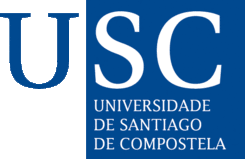 USC
UNIVERSIDADE
DE SANTIAGO
DE COMPOSTELA